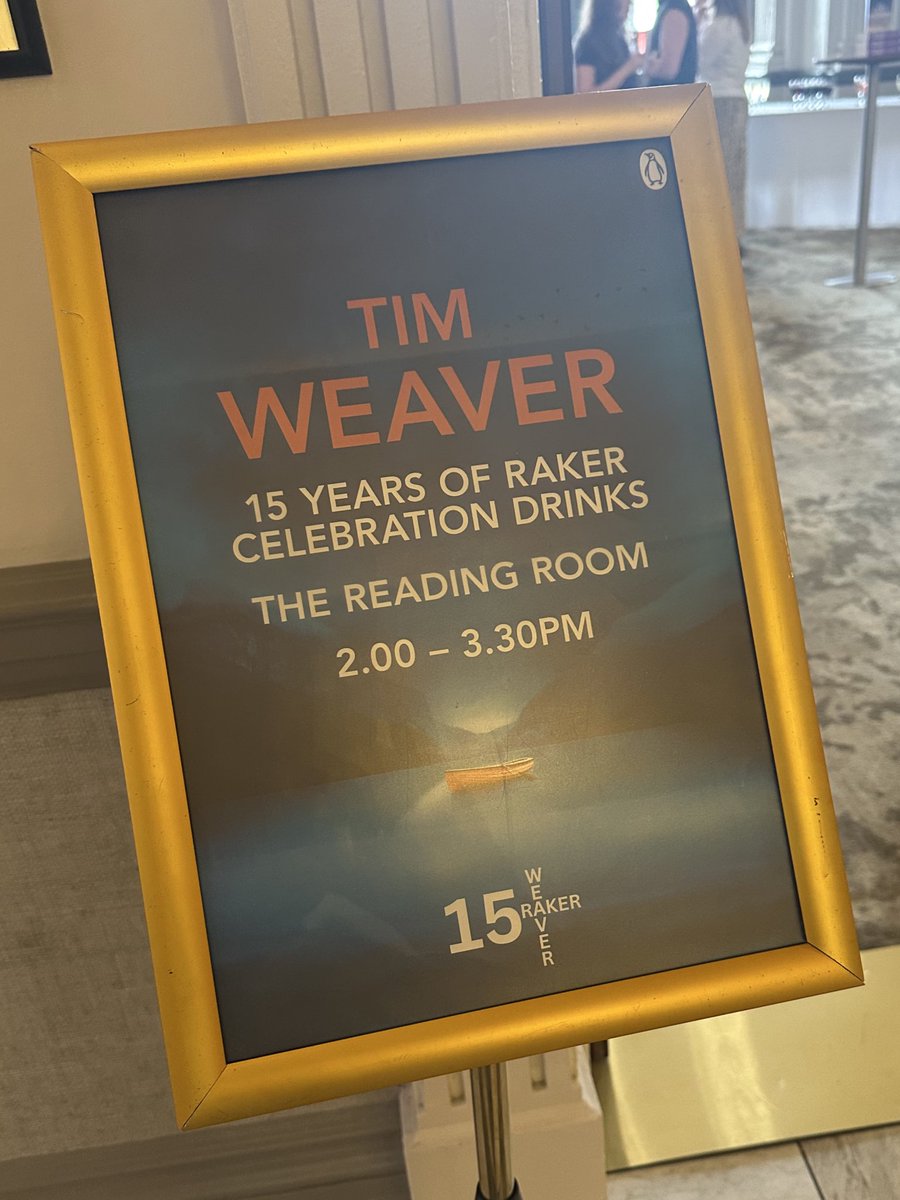 TIM
WEAVER
15 YEARS OF RAKER
CELEBRATION DRINKS
THE READING ROOM
2.00 – 3.30PM
15
WEAVER
RAKER